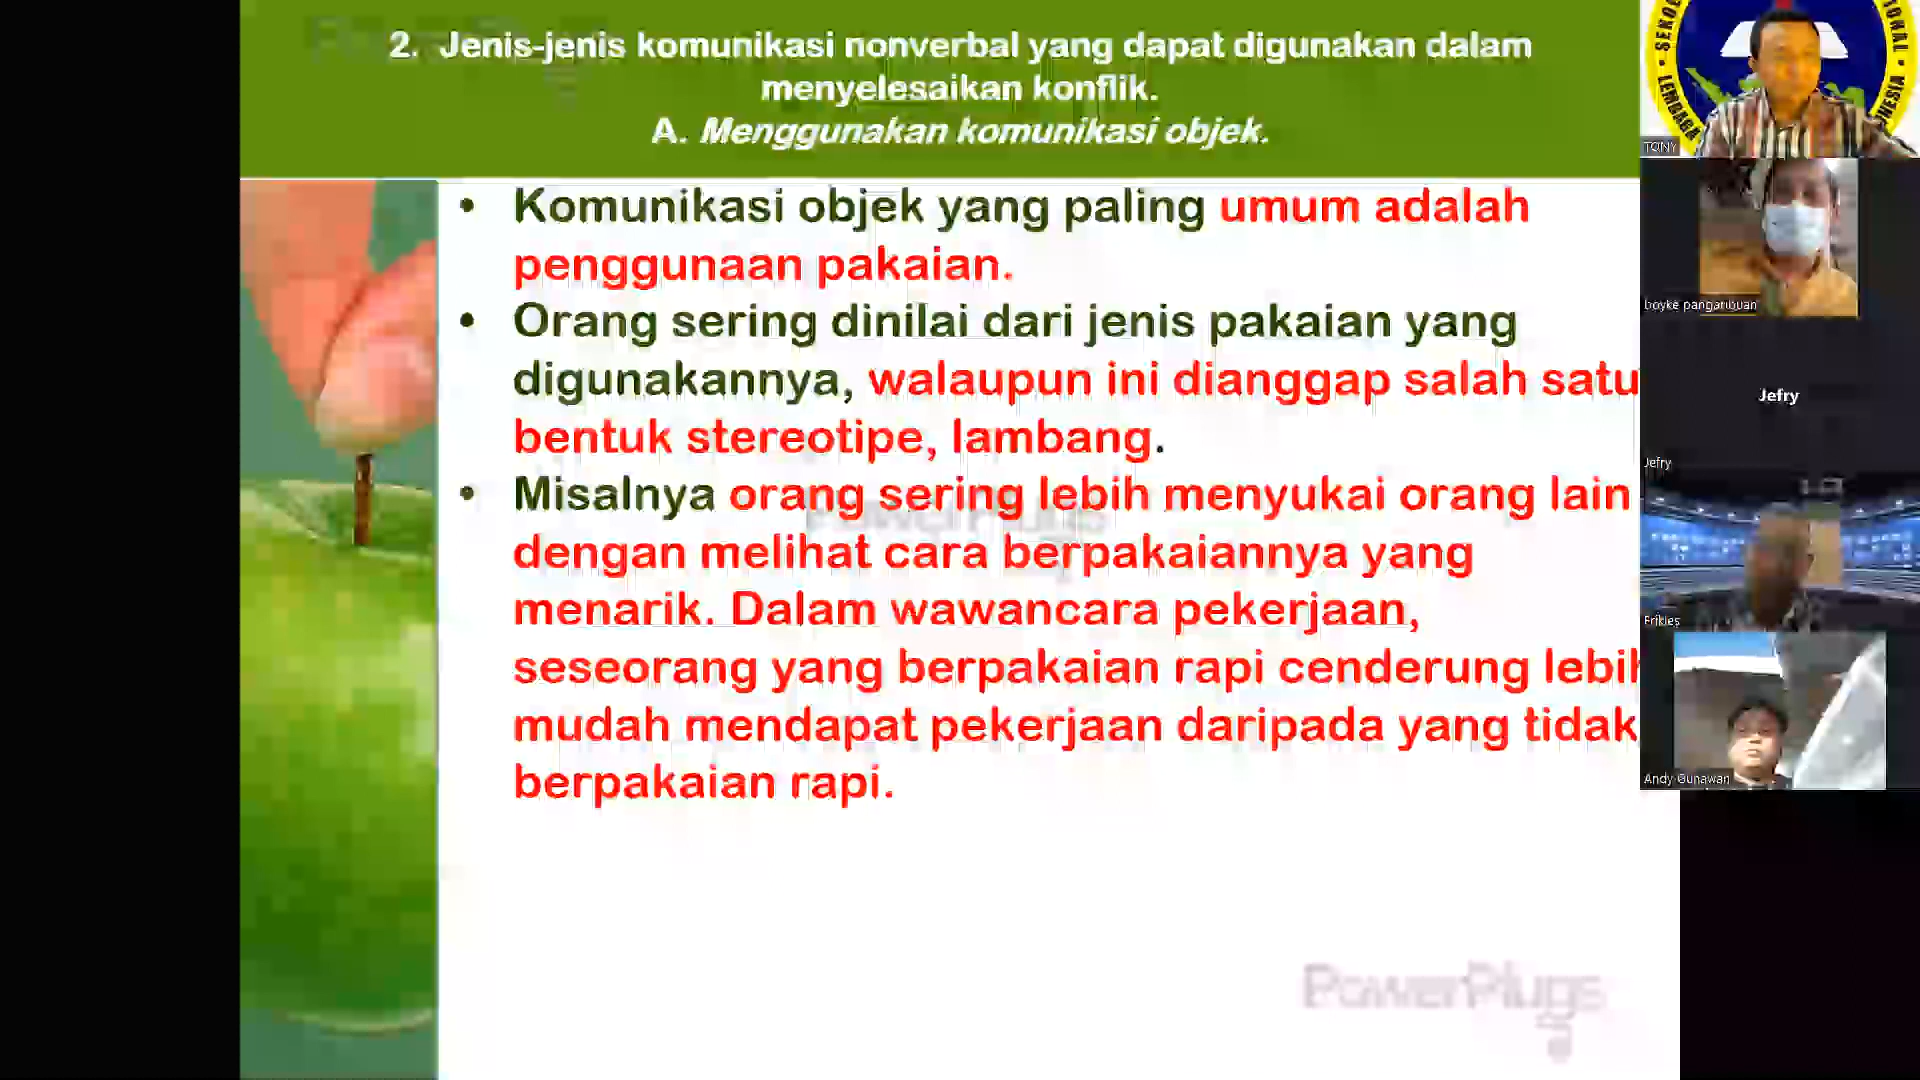 2. Jenis-jenis komunikasi nonverbal yang dapat digunakan dalam
menyelesaikan konflik.
A. Menggunakan komunikasi objek.
• Komunikasi objek yang paling umum adalah
penggunaan pakaian.
• Orang sering dinilai dari jenis pakaian yang
digunakannya, walaupun ini dianggap salah satu
bentuk stereotipe, lambang.
• Misalnya orang sering lebih menyukai orang lain
dengan melihat cara berpakaiannya yang
menarik. Dalam wawancara pekerjaan,
seseorang yang berpakaian rapi cenderung lebih
mudah mendapat pekerjaan daripada yang tidak
berpakaian rapi.
PowerPlugs
PowerPlugs
LEMBAGA
TONY
boyke pangaribuan
Jefry
Jefry
Frikles
Andy Gunawan